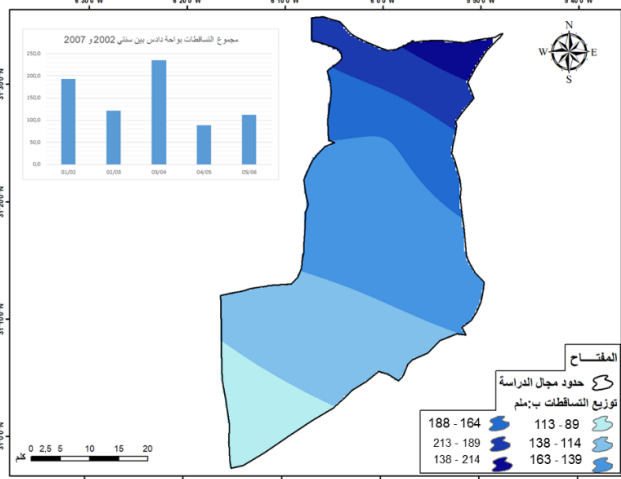 مجموع التساقطات بواحة دادس بين سنتي 2002 و 2007
250,0
200,0
150,0
100,0
50,0
0,0
01/02 01/03 03/04 04/05 05/06
N
W E
S
المفتـــاح
حدود مجال الدراسة
توزيع التساقطات ب:ملم
89 - 113
164 - 188
114 - 138
189 - 213
139 - 163
214 - 138
0 2,5 5 10 15 20
كلم